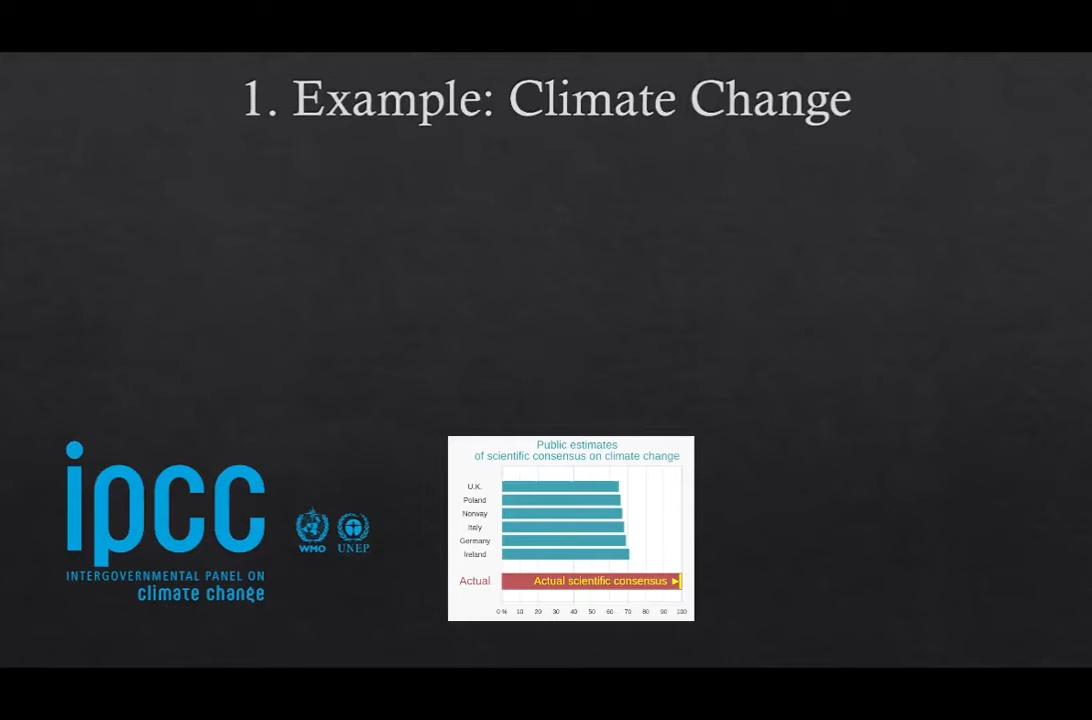 1. Example: Climate Change
ipcc
INTERGOVERNMENTAL PANEL ON
climate change
WMO
UNEP
Public estimates
of scientific consensus on climate change
U.K.
Poland
Norway
Italy
Germany
Ireland
Actual
Actual scientific consensus ►
0 % 10 20 30 40 50 60 70 80 90 100